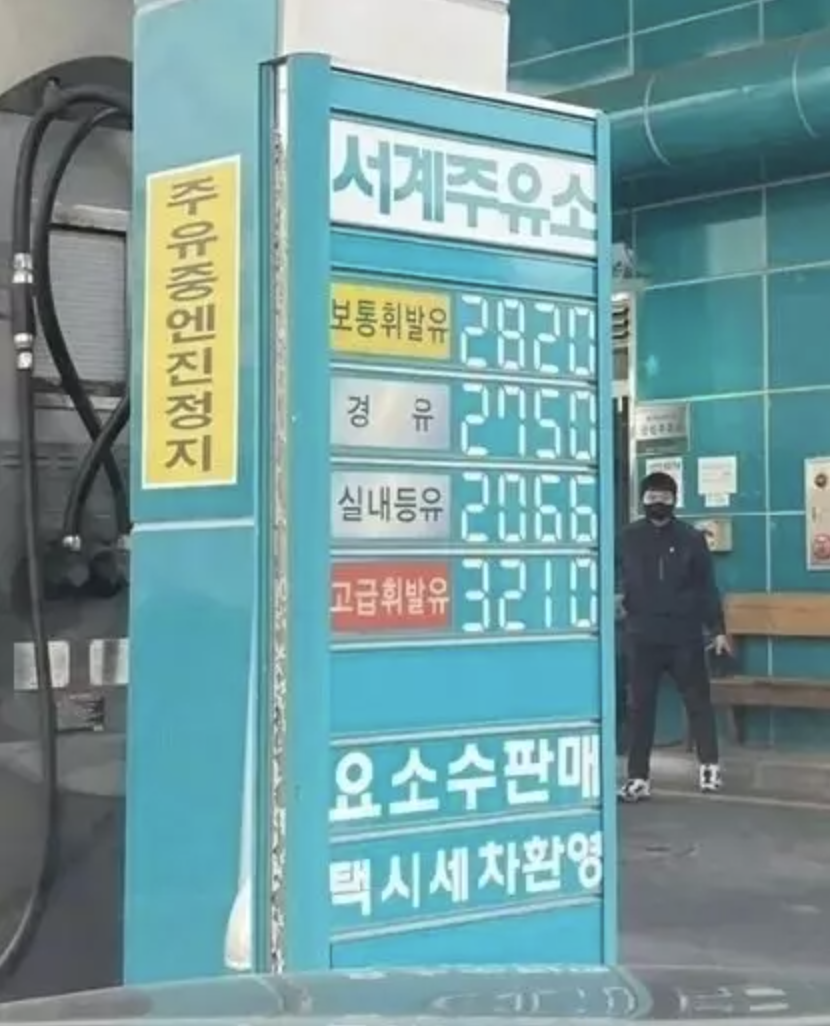 주유중엔진정지
서계주유소
보통휘발유 2820
경 유 2750
실내등유 2066
고급휘발유 3210
요소수판매
택시세차환영